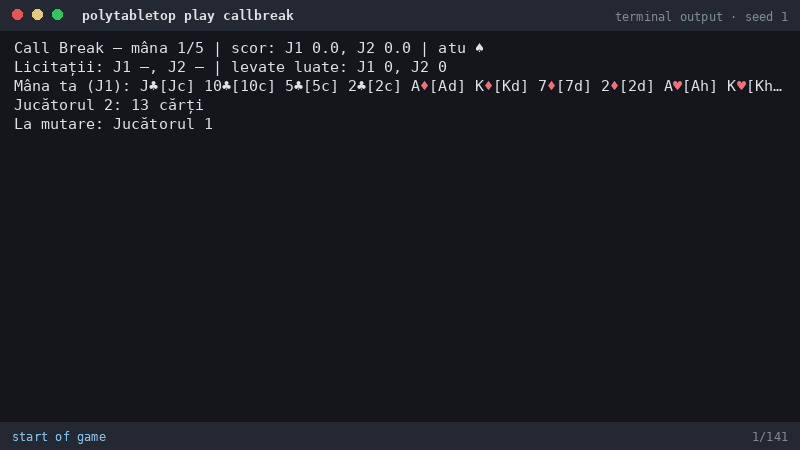 polytabletop play callbreak
terminal output · seed 1
Call Break — mâna 1/5 | scor: J1 0.0, J2 0.0 | atu ♠
Licitații: J1 —, J2 — | levate luate: J1 0, J2 0
Mâna ta (J1): J♣[Jc] 10♣[10c] 5♣[5c] 2♣[2c] A♦[Ad] K♦[Kd] 7♦[7d] 2♦[2d] A♥[Ah] K♥[Kh…
Jucătorul 2: 13 cărți
La mutare: Jucătorul 1
start of game
1/141